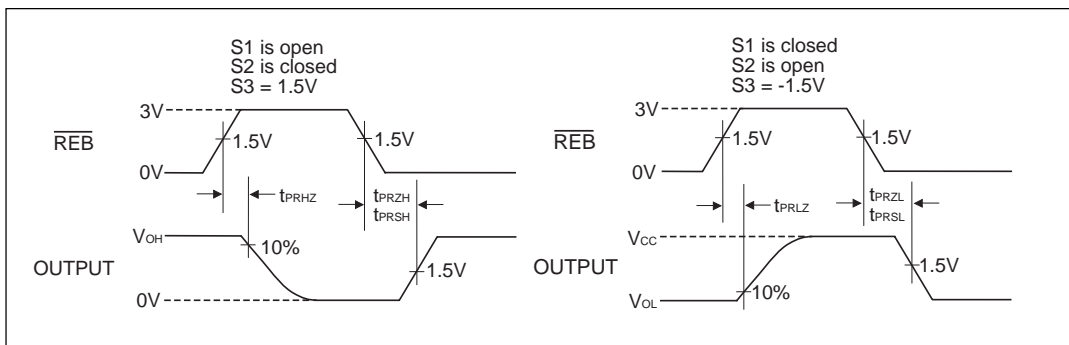 S1 is open
S2 is closed
S3 = 1.5V
3V
REB
1.5V
1.5V
0V
tPRHZ
tPRZH
tPRSH
VOH
10%
OUTPUT
1.5V
0V
S1 is closed
S2 is open
S3 = -1.5V
3V
REB
1.5V
1.5V
0V
tPRLZ
tPRZL
tPRSL
VCC
OUTPUT
1.5V
10%
VOL